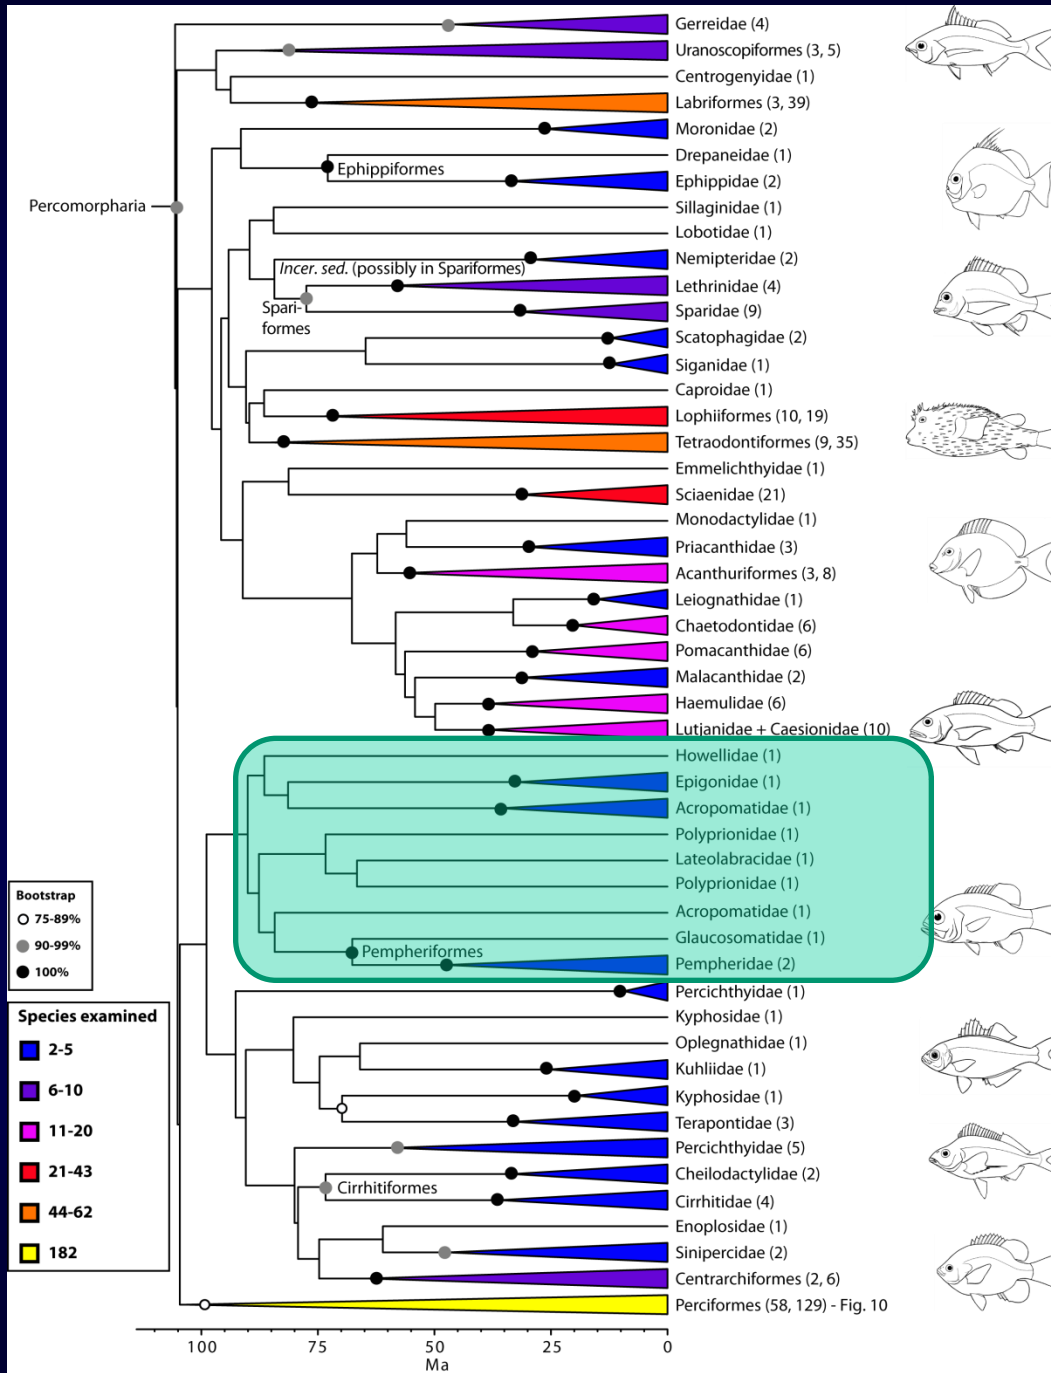 Gerreidae (4)
Uranoscopiformes (3, 5)
Centrogenyidae (1)
Labriformes (3, 39)
Moronidae (2)
Drepaneidae (1)
Ephippiformes
Ephippidae (2)
Percomorpharia
Sillaginidae (1)
Lobotidae (1)
Nemipteridae (2)
Incer. sed. (possibly in Spariformes)
Lethrinidae (4)
Spari-
formes
Sparidae (9)
Scatophagidae (2)
Siganidae (1)
Caproidae (1)
Lophiiformes (10, 19)
Tetraodontiformes (9, 35)
Emmelichthyidae (1)
Sciaenidae (21)
Monodactylidae (1)
Priacanthidae (3)
Acanthuriformes (3, 8)
Leiognathidae (1)
Chaetodontidae (6)
Pomacanthidae (6)
Malacanthidae (2)
Haemulidae (6)
Lutjanidae + Caesionidae (10)
Howellidae (1)
Epigonidae (1)
Acropomatidae (1)
Polyprionidae (1)
Lateolabracidae (1)
Polyprionidae (1)
Acropomatidae (1)
Glaucosomatidae (1)
Pempheriformes
Pempheridae (2)
Percichthyidae (1)
Kyphosidae (1)
Oplegnathidae (1)
Kuhliidae (1)
Kyphosidae (1)
Terapontidae (3)
Percichthyidae (5)
Cheilodactylidae (2)
Cirrhitiformes
Cirrhitidae (4)
Enoplosidae (1)
Sinipercidae (2)
Centrarchiformes (2, 6)
Perciformes (58, 129) - Fig. 10
Bootstrap
75-89%
90-99%
100%
Species examined
2-5
6-10
11-20
21-43
44-62
182
100 75 50 25 0
Ma